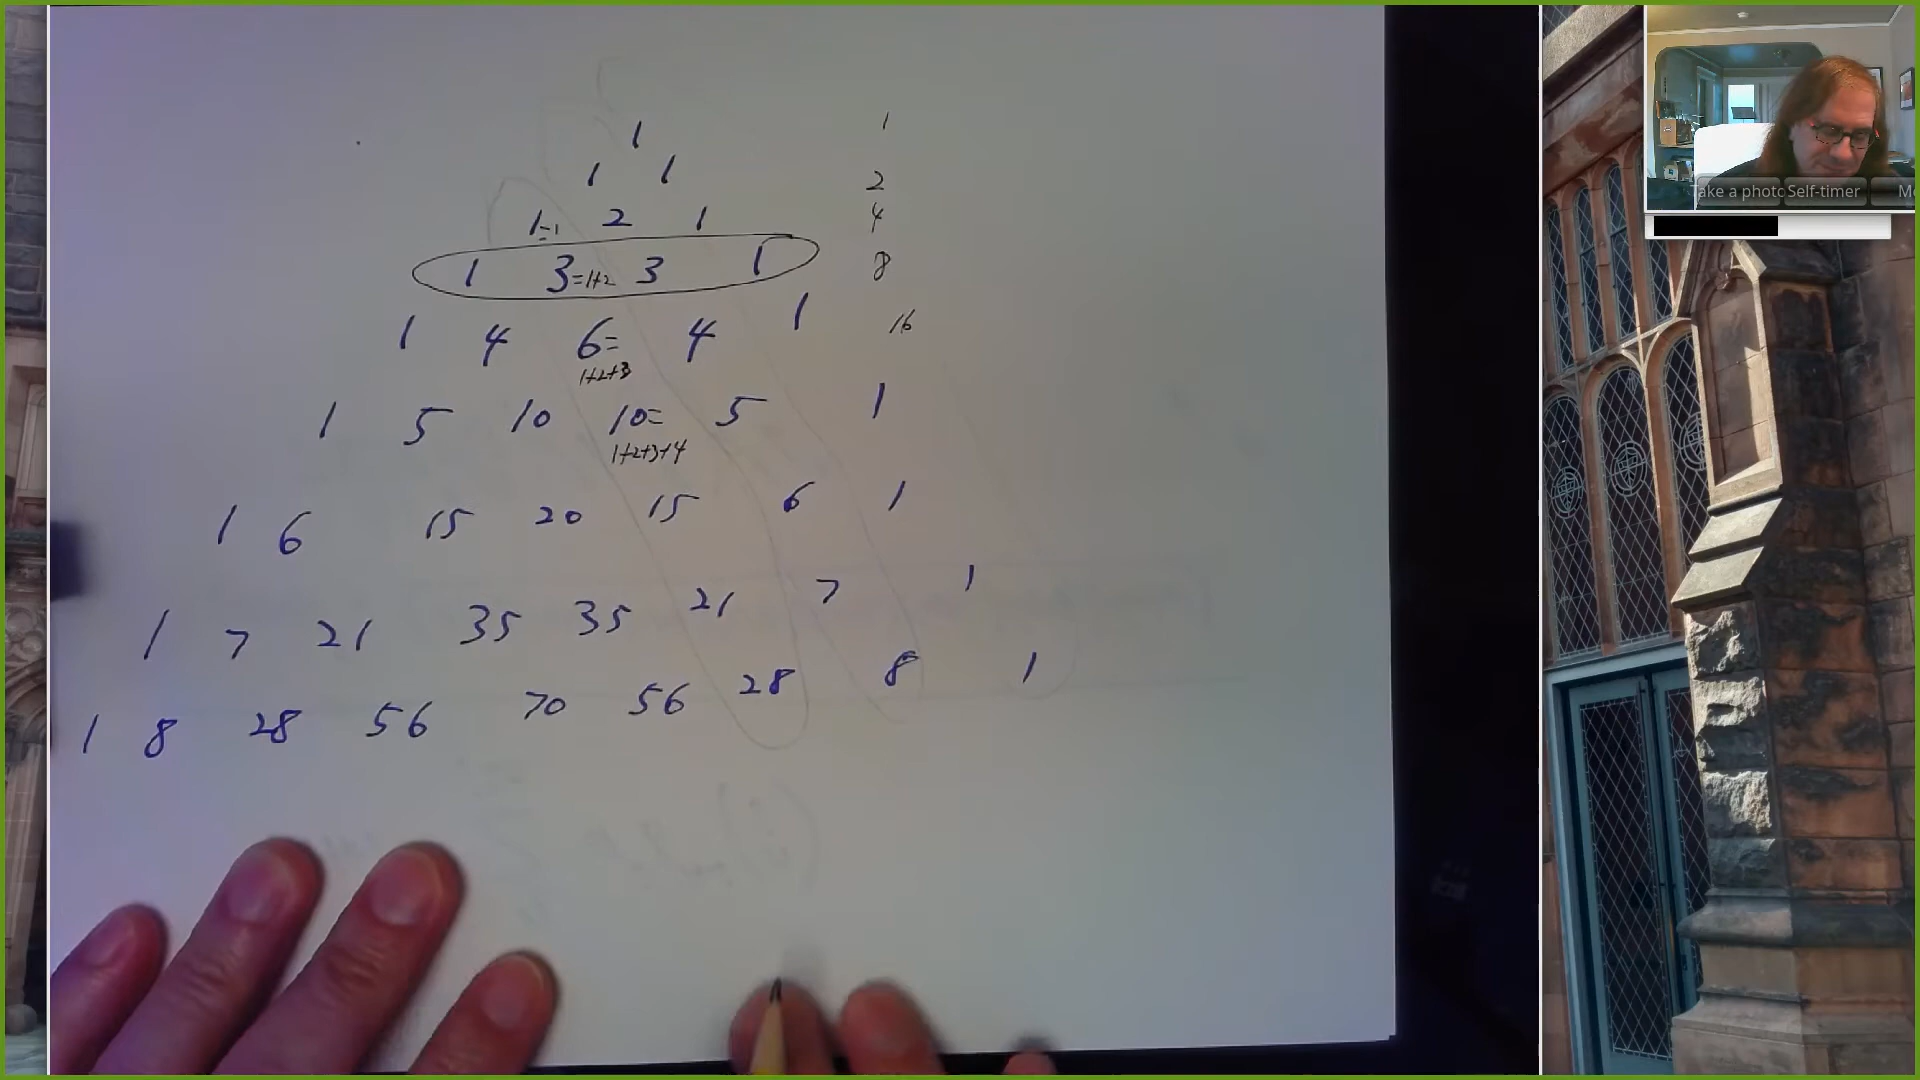 1 1
1 1 2
1=1 2 1 4
1 3=1+2 3 1 8
1 4 6= 4 1 16
1+2+3
1 5 10 10= 5 1
1+2+3+4
1 6 15 20 15 6 1
1 7 21 35 35 21 7 1
1 8 28 56 70 56 28 8 1
Take a photo Self-timer M